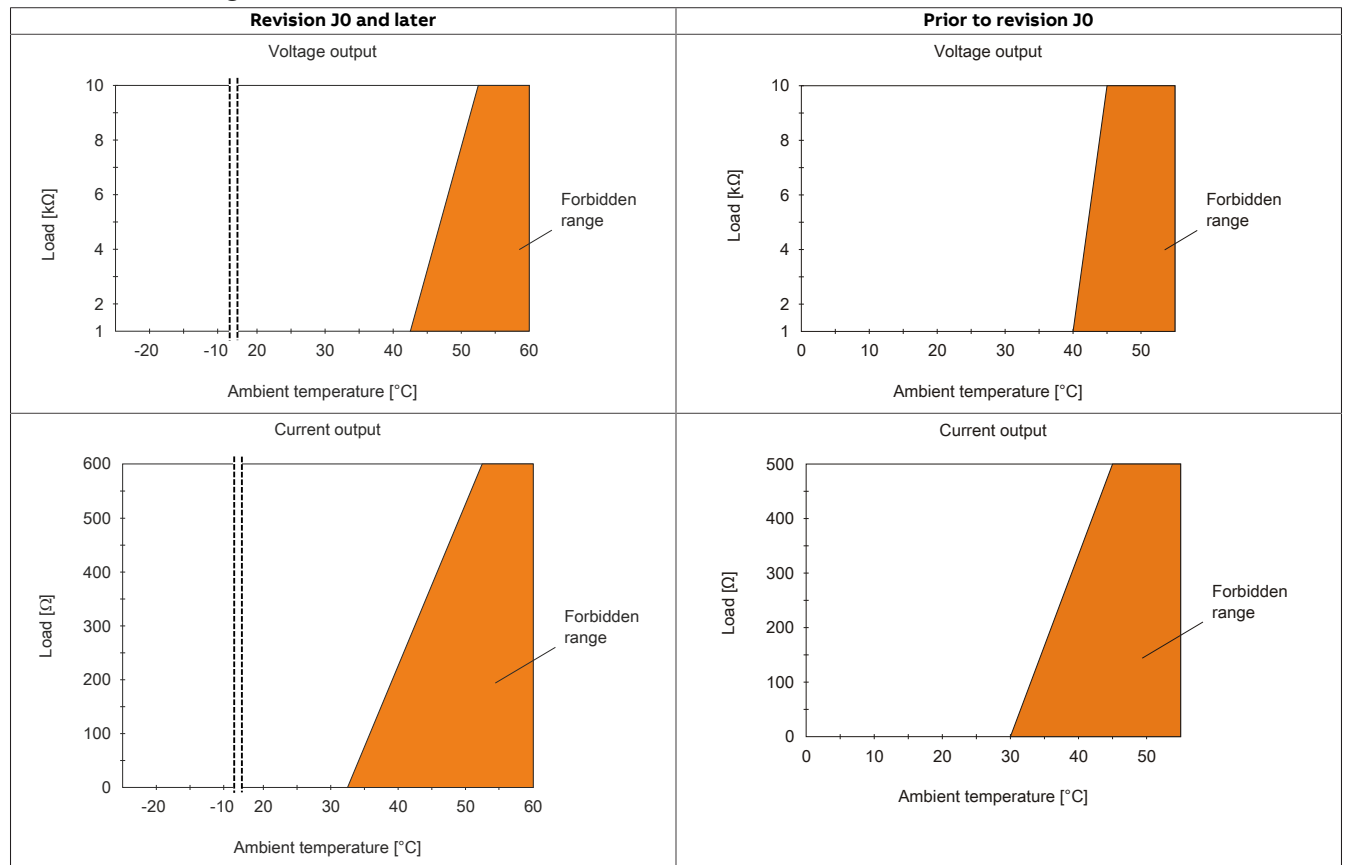 Revision J0 and later
Prior to revision J0
Voltage output
10
8
6
4
2
1
Load [kΩ]
-20 -10 20 30 40 50 60
Ambient temperature [°C]
Forbidden
range
Voltage output
10
8
6
4
2
1
Load [kΩ]
0 10 20 30 40 50
Ambient temperature [°C]
Forbidden
range
Current output
600
500
400
300
200
100
0
Load [Ω]
-20 -10 20 30 40 50 60
Ambient temperature [°C]
Forbidden
range
Current output
500
400
300
200
100
0
Load [Ω]
0 10 20 30 40 50
Ambient temperature [°C]
Forbidden
range